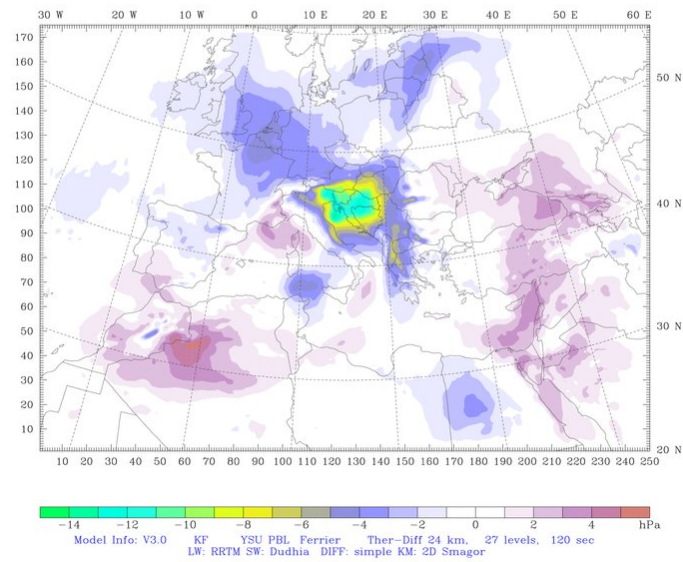 30 W 20 W 10 W 0 10 E 20 E 30 E 40 E 50 E 60 E
170
160
50 N
150
140
130
120
110
40 N
100
90
80
70
60
30 N
50
40
30
20
10
20 N
10 20 30 40 50 60 70 80 90 100 110 120 130 140 150 160 170 180 190 200 210 220 230 240 250
−14 −12 −10 −8 −6 −4 −2 0 2 4 hPa
Model Info: V3.0 KF YSU PBL Ferrier Ther-Diff 24 km, 27 levels, 120 sec
LW: RRTM SW: Dudhia DIFF: simple KM: 2D Smagor